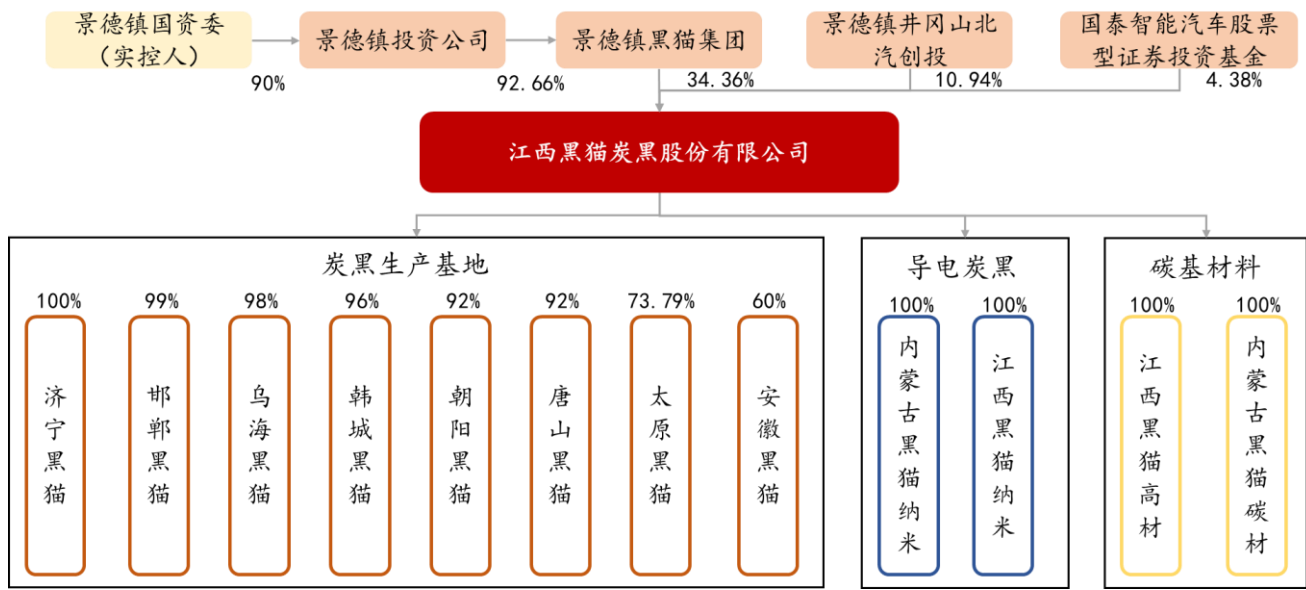 景德镇国资委
（实控人）
景德镇投资公司
景德镇黑猫集团
景德镇井冈山北
汽创投
国泰智能汽车股票
型证券投资基金
90%
92.66%
34.36%
10.94%
4.38%
江西黑猫炭黑股份有限公司
炭黑生产基地
100%
99%
98%
96%
92%
92%
73.79%
60%
济宁黑猫
邯郸黑猫
乌海黑猫
韩城黑猫
朝阳黑猫
唐山黑猫
太原黑猫
安徽黑猫
导电炭黑
100%
100%
内蒙古黑猫纳米
江西黑猫纳米
碳基材料
100%
100%
江西黑猫高材
内蒙古黑猫碳材